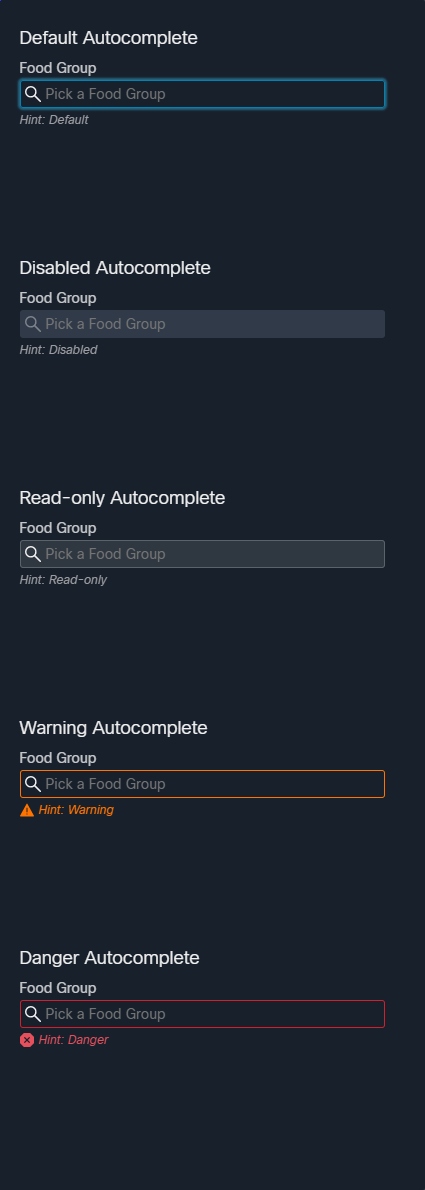 Default Autocomplete
Food Group
Pick a Food Group
Hint: Default
Disabled Autocomplete
Food Group
Pick a Food Group
Hint: Disabled
Read-only Autocomplete
Food Group
Pick a Food Group
Hint: Read-only
Warning Autocomplete
Food Group
Pick a Food Group
Hint: Warning
Danger Autocomplete
Food Group
Pick a Food Group
Hint: Danger